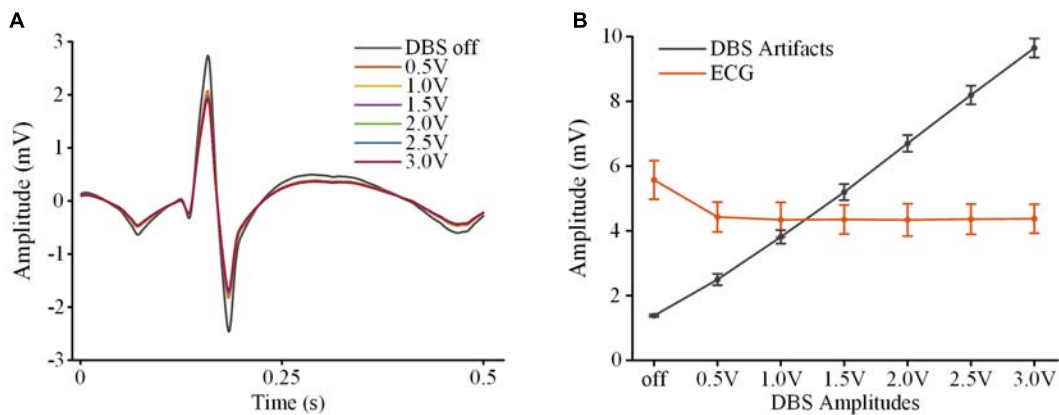 A
Amplitude (mV)
3
2
1
0
-1
-2
-3
0
0.25
0.5
Time (s)
DBS off
0.5V
1.0V
1.5V
2.0V
2.5V
3.0V
B
Amplitude (mV)
10
8
6
4
2
0
off
0.5V
1.0V
1.5V
2.0V
2.5V
3.0V
DBS Amplitudes
DBS Artifacts
ECG